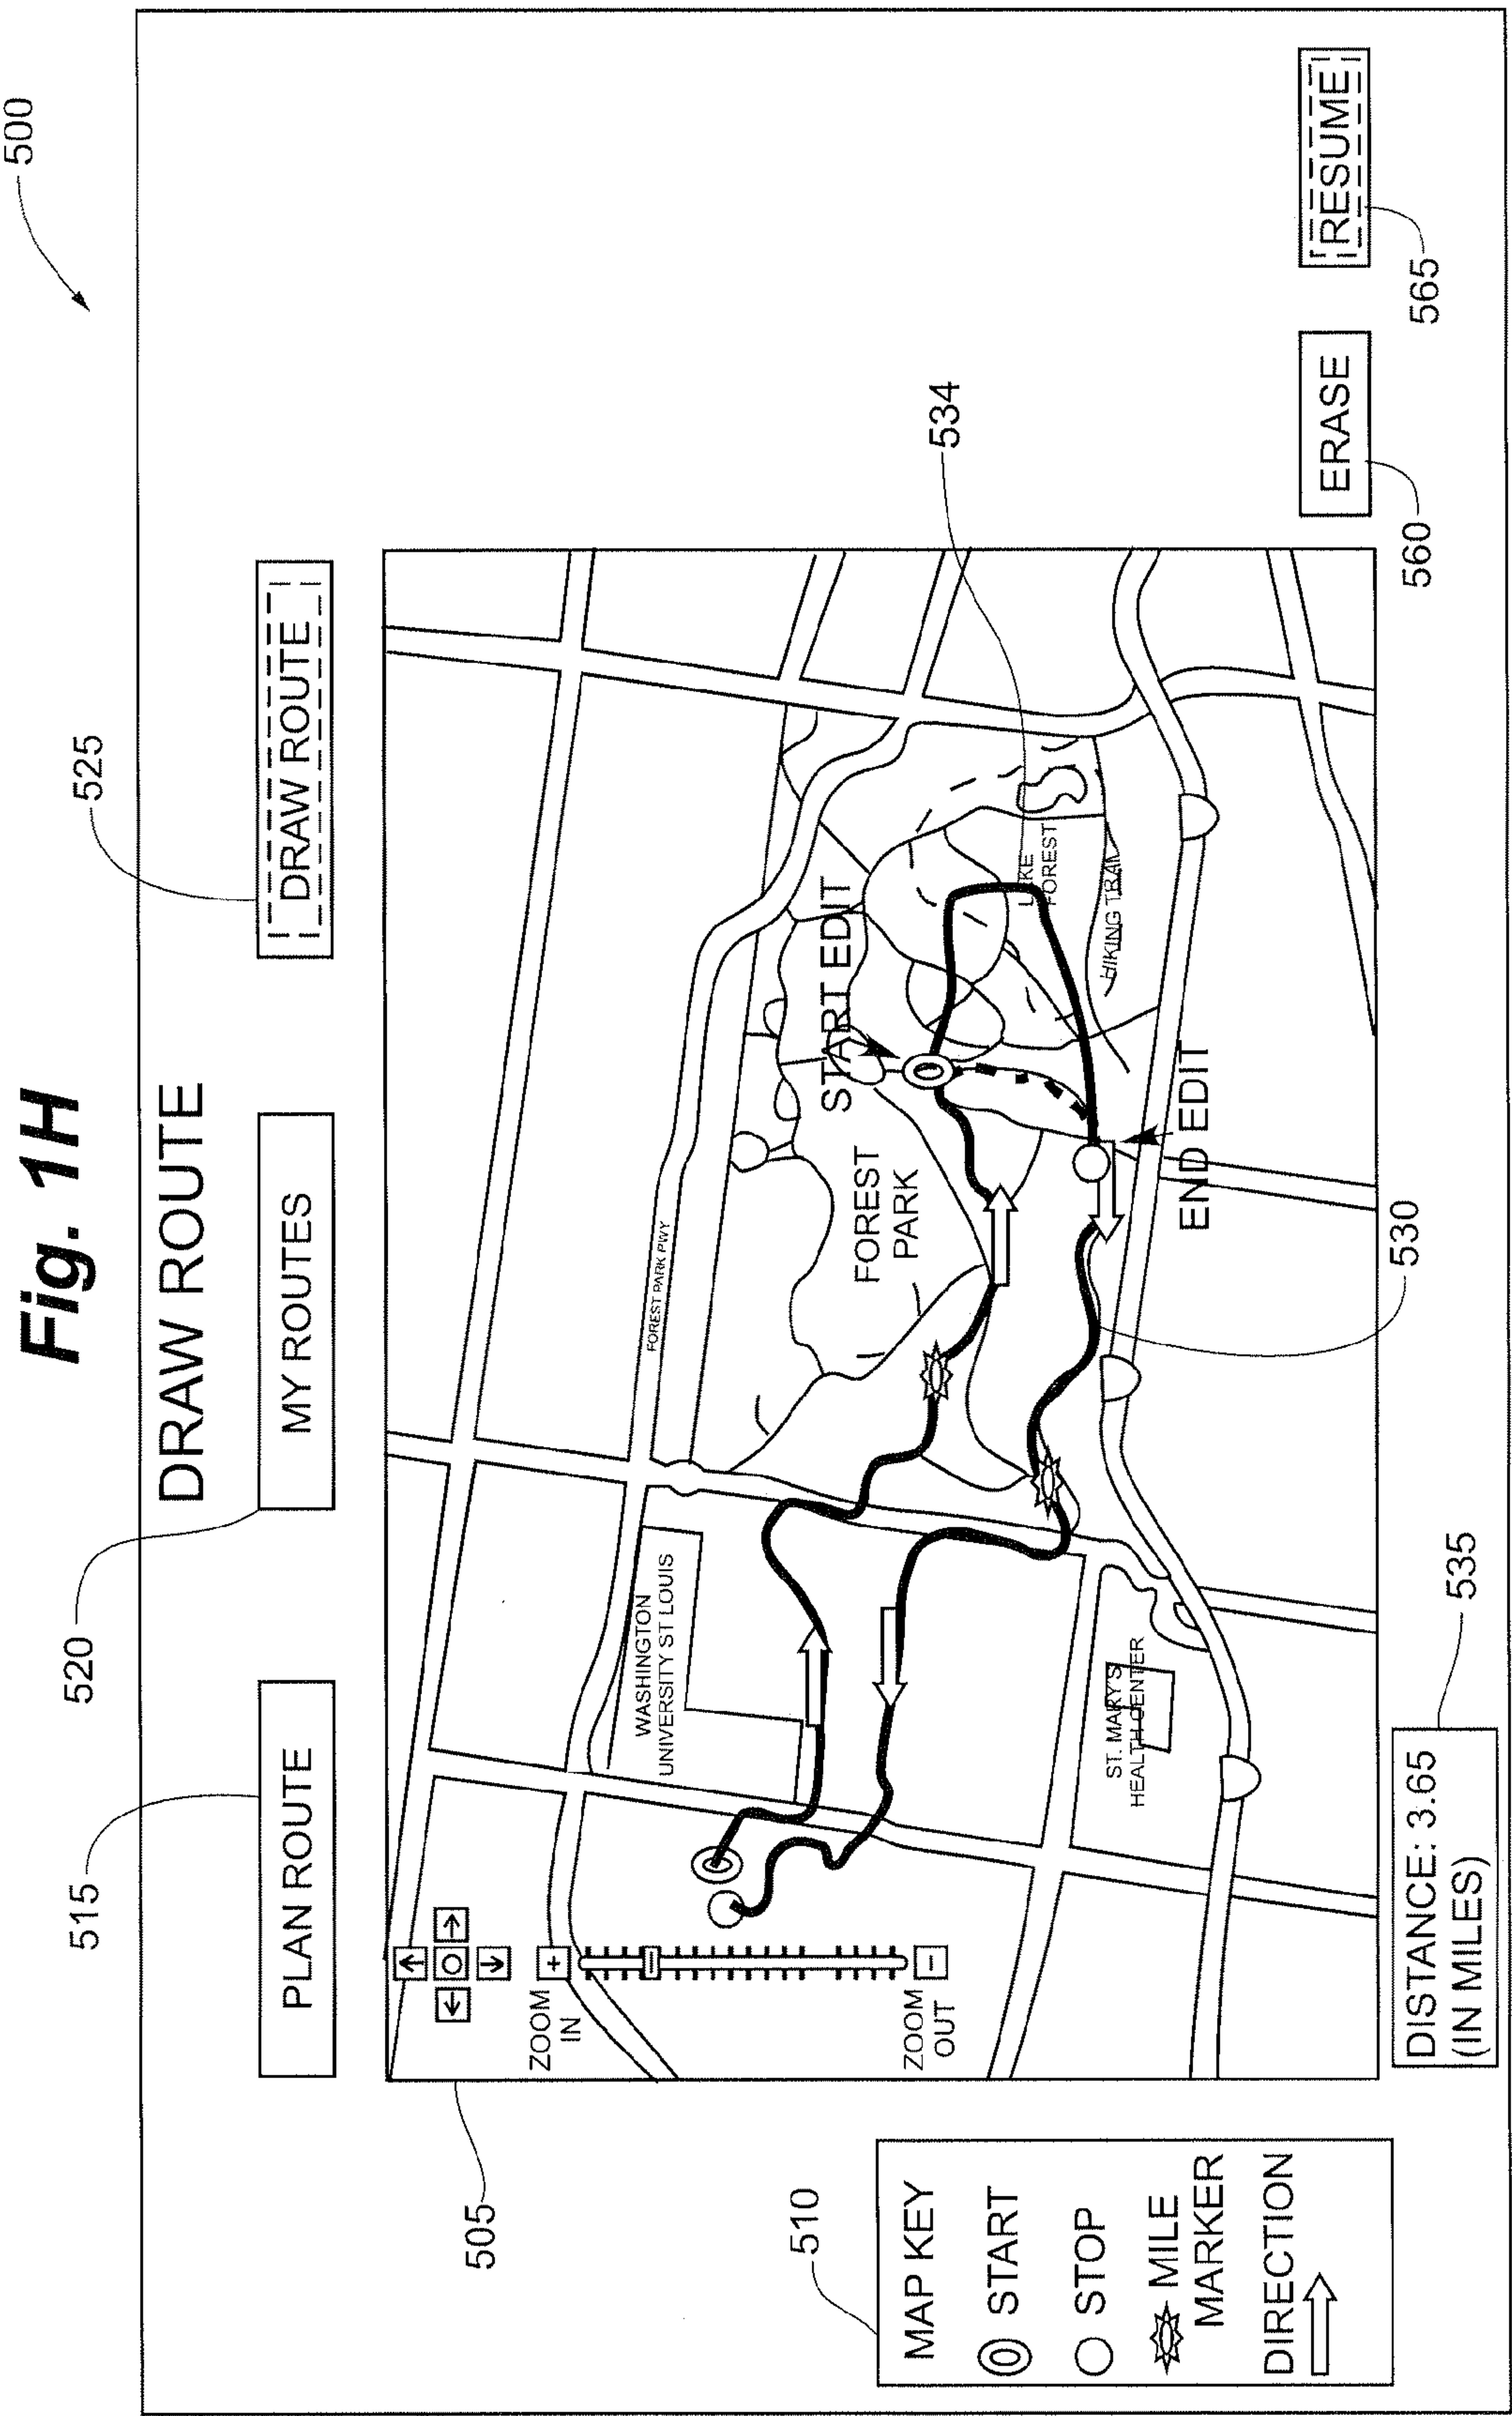 Fig. 1H
500
DRAW ROUTE
515
520
525
PLAN ROUTE
MY ROUTES
DRAW ROUTE
505
ZOOM
IN
+
ZOOM
OUT
−
WASHINGTON
UNIVERSITY ST LOUIS
FOREST PARK PWY
FOREST
PARK
START EDIT
534
LAKE
FOREST
HIKING TRAIL
END EDIT
ST. MARY'S
HEALTH CENTER
530
510
MAP KEY
START
STOP
MILE
MARKER
DIRECTION
DISTANCE: 3.65
(IN MILES)
535
ERASE
560
RESUME
565